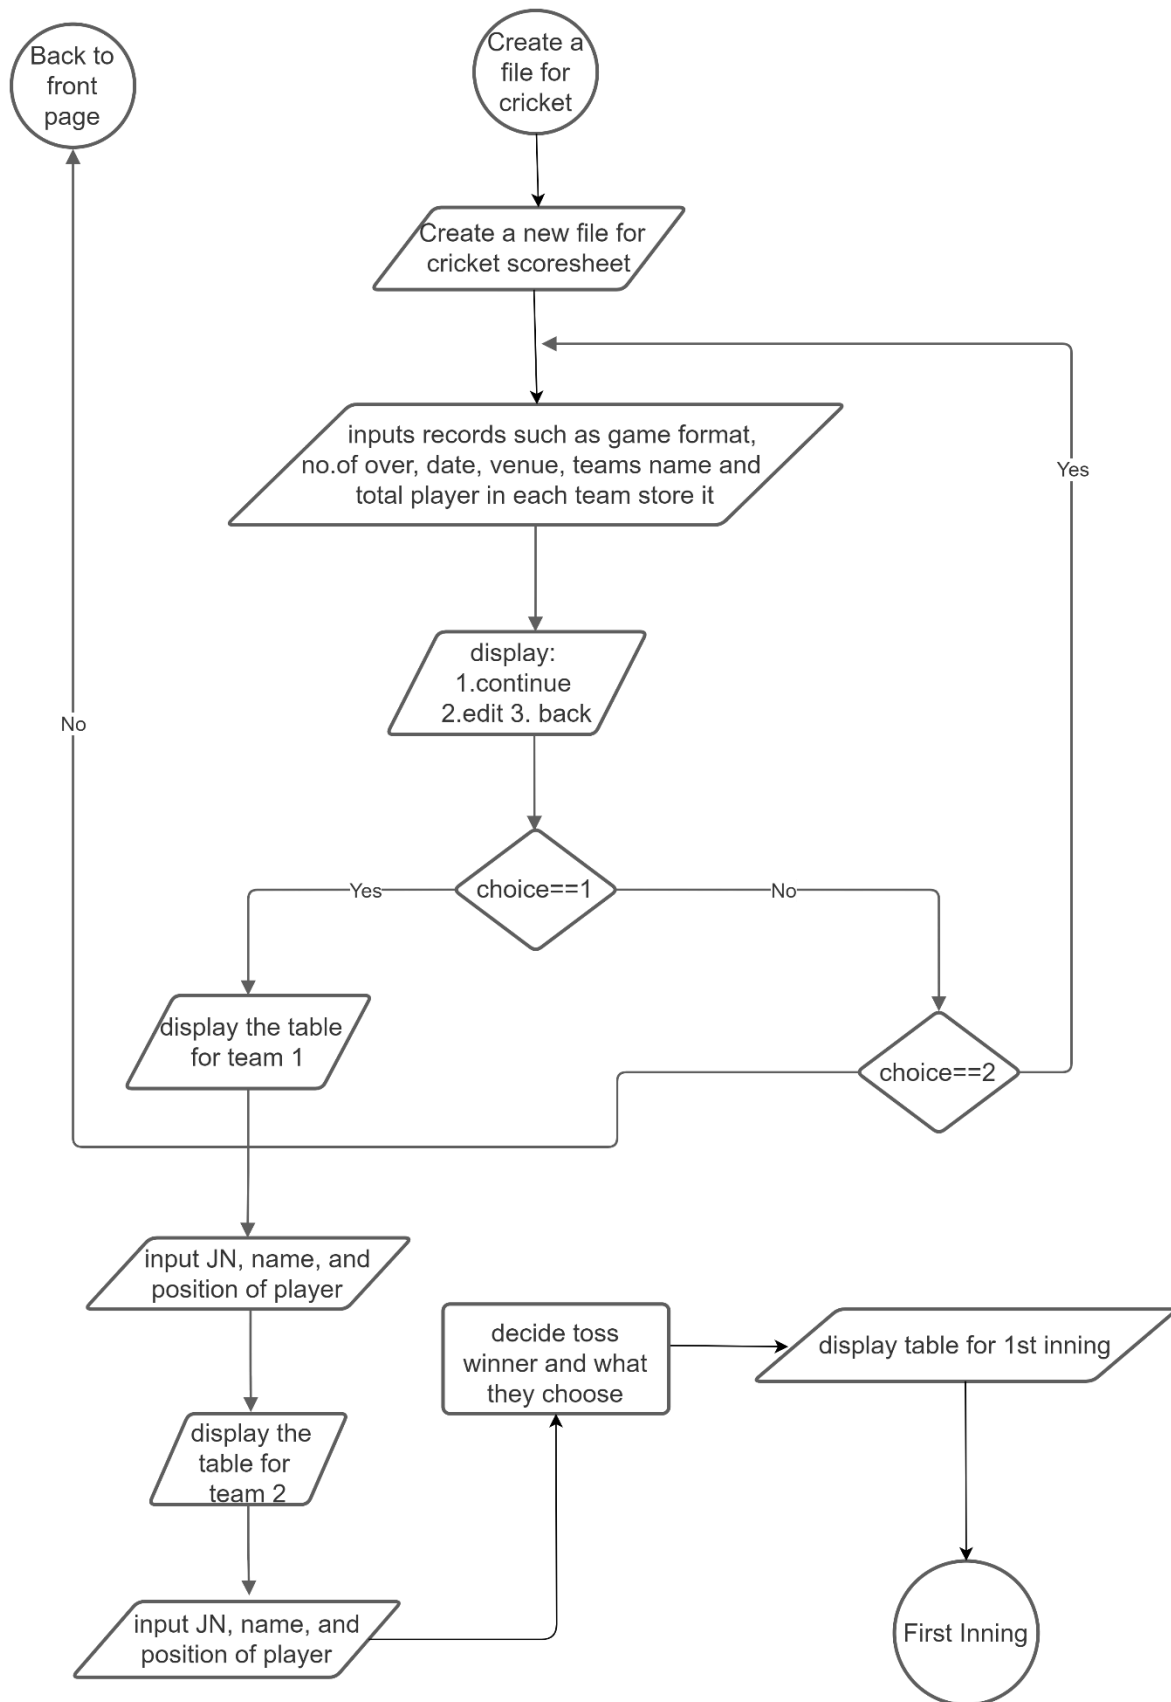 Back to
front
page
Create a
file for
cricket
Create a new file for
cricket scoresheet
inputs records such as game format,
no.of over, date, venue, teams name and
total player in each team store it
Yes
display:
1.continue
2.edit 3. back
No
choice==1
Yes
No
display the table
for team 1
choice==2
input JN, name, and
position of player
decide toss
winner and what
they choose
display table for 1st inning
display the
table for
team 2
input JN, name, and
position of player
First Inning